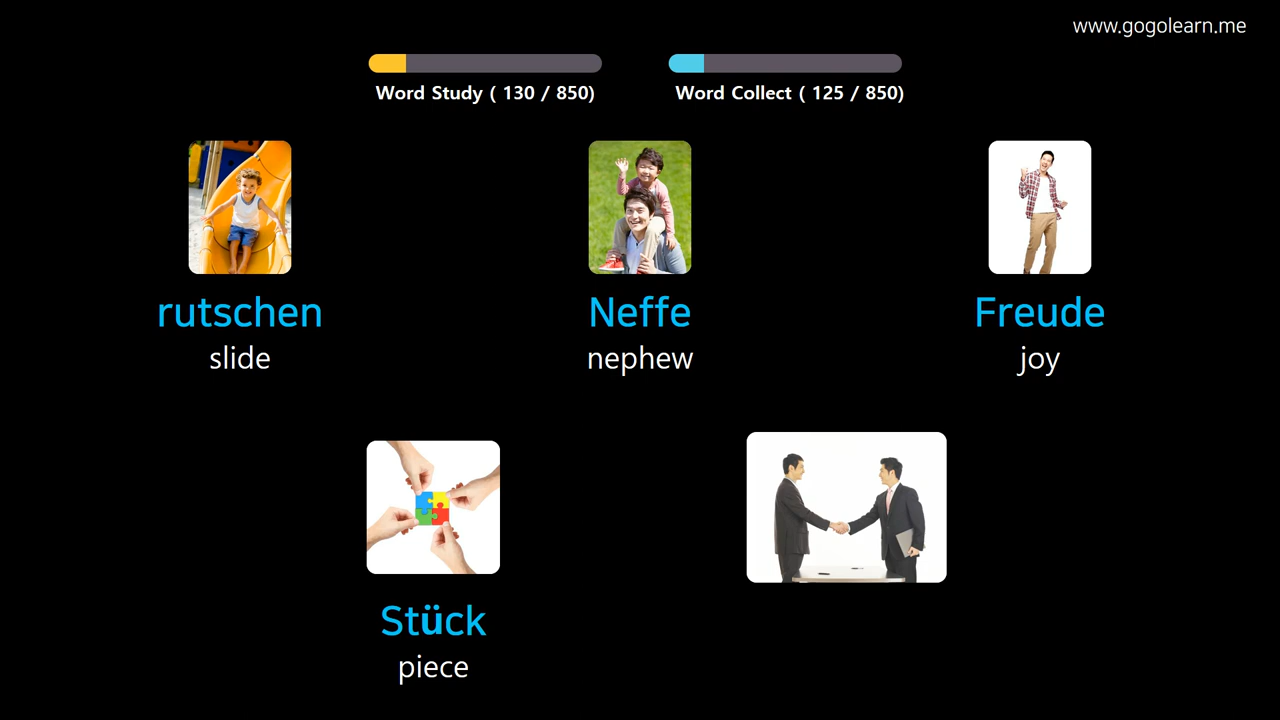 www.gogolearn.me
Word Study ( 130 / 850)
Word Collect ( 125 / 850)
rutschen
slide
Neffe
nephew
Freude
joy
Stück
piece